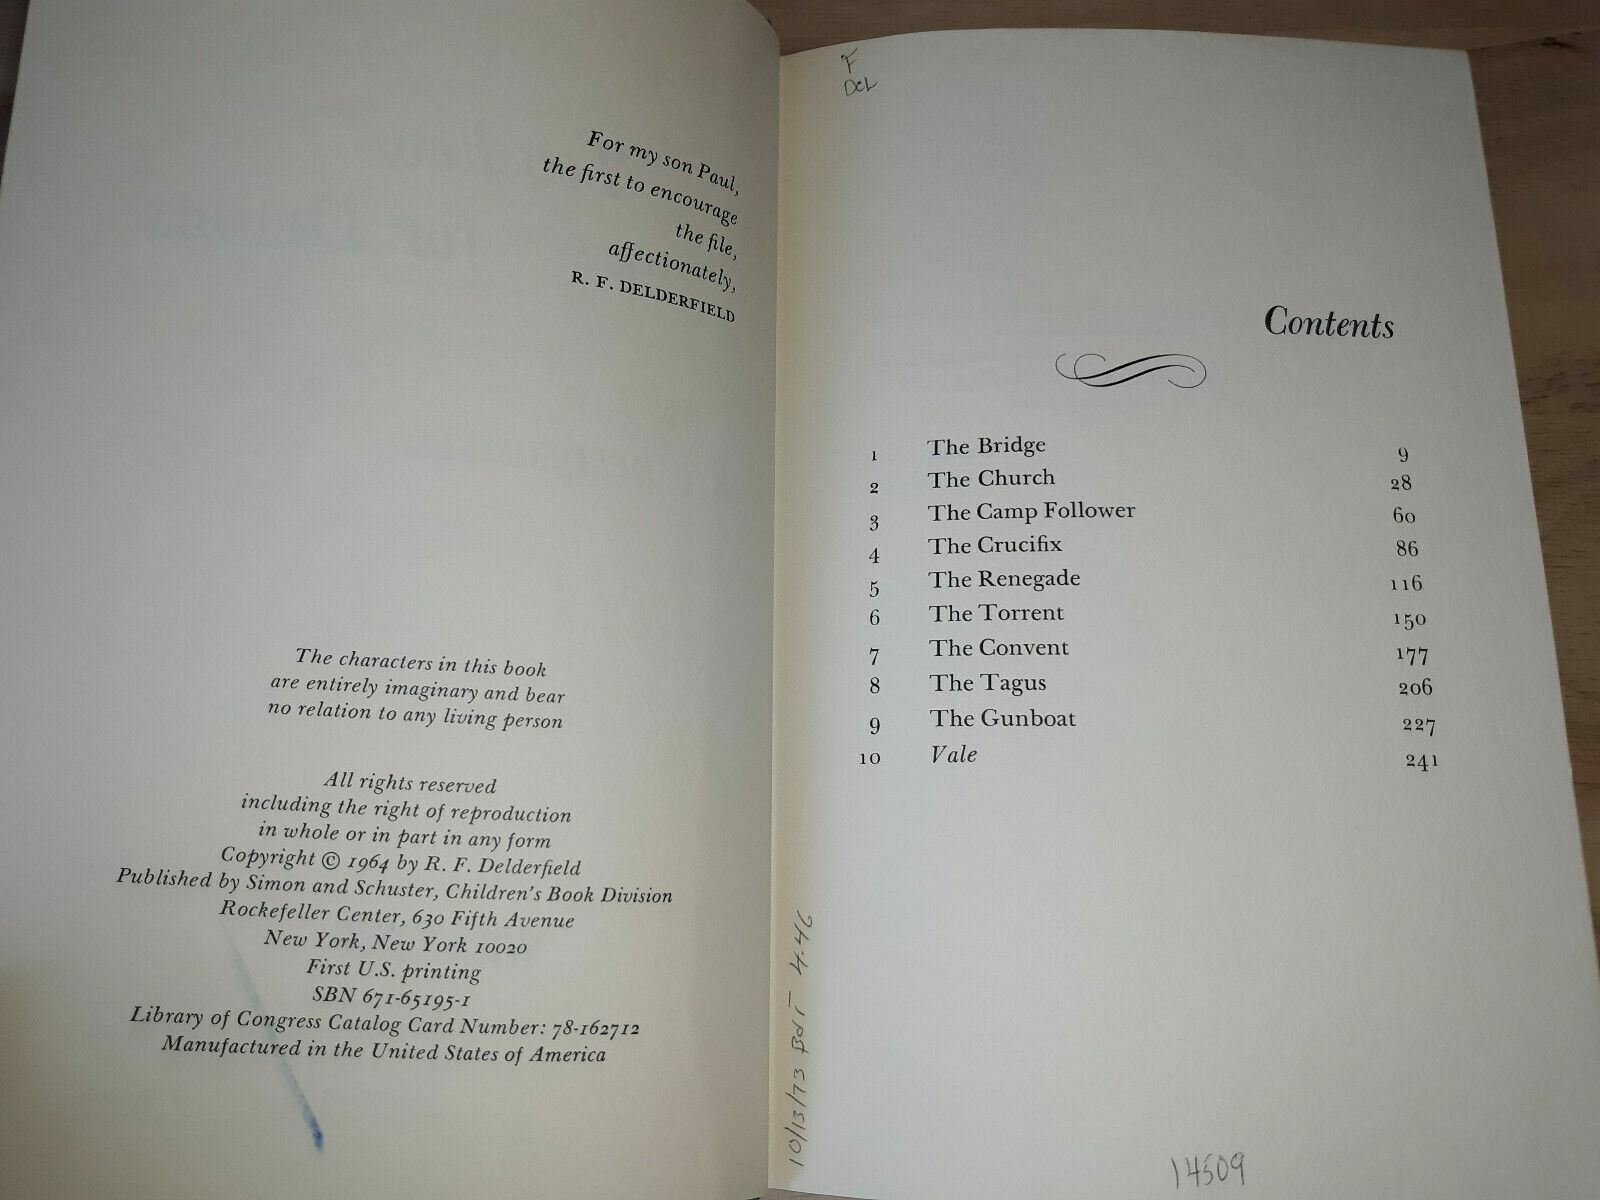 For my son Paul,
the first to encourage
the file,
affectionately,
R. F. DELDERFIELD
The characters in this book
are entirely imaginary and bear
no relation to any living person
All rights reserved
including the right of reproduction
in whole or in part in any form
Copyright © 1964 by R. F. Delderfield
Published by Simon and Schuster, Children's Book Division
Rockefeller Center, 630 Fifth Avenue
New York, New York 10020
First U.S. printing
SBN 671-65195-1
Library of Congress Catalog Card Number: 78-162712
Manufactured in the United States of America
F
Del
Contents
1 The Bridge 9
2 The Church 28
3 The Camp Follower 60
4 The Crucifix 86
5 The Renegade 116
6 The Torrent 150
7 The Convent 177
8 The Tagus 206
9 The Gunboat 227
10 Vale 241
10/13/73 BdT 4.46
14509